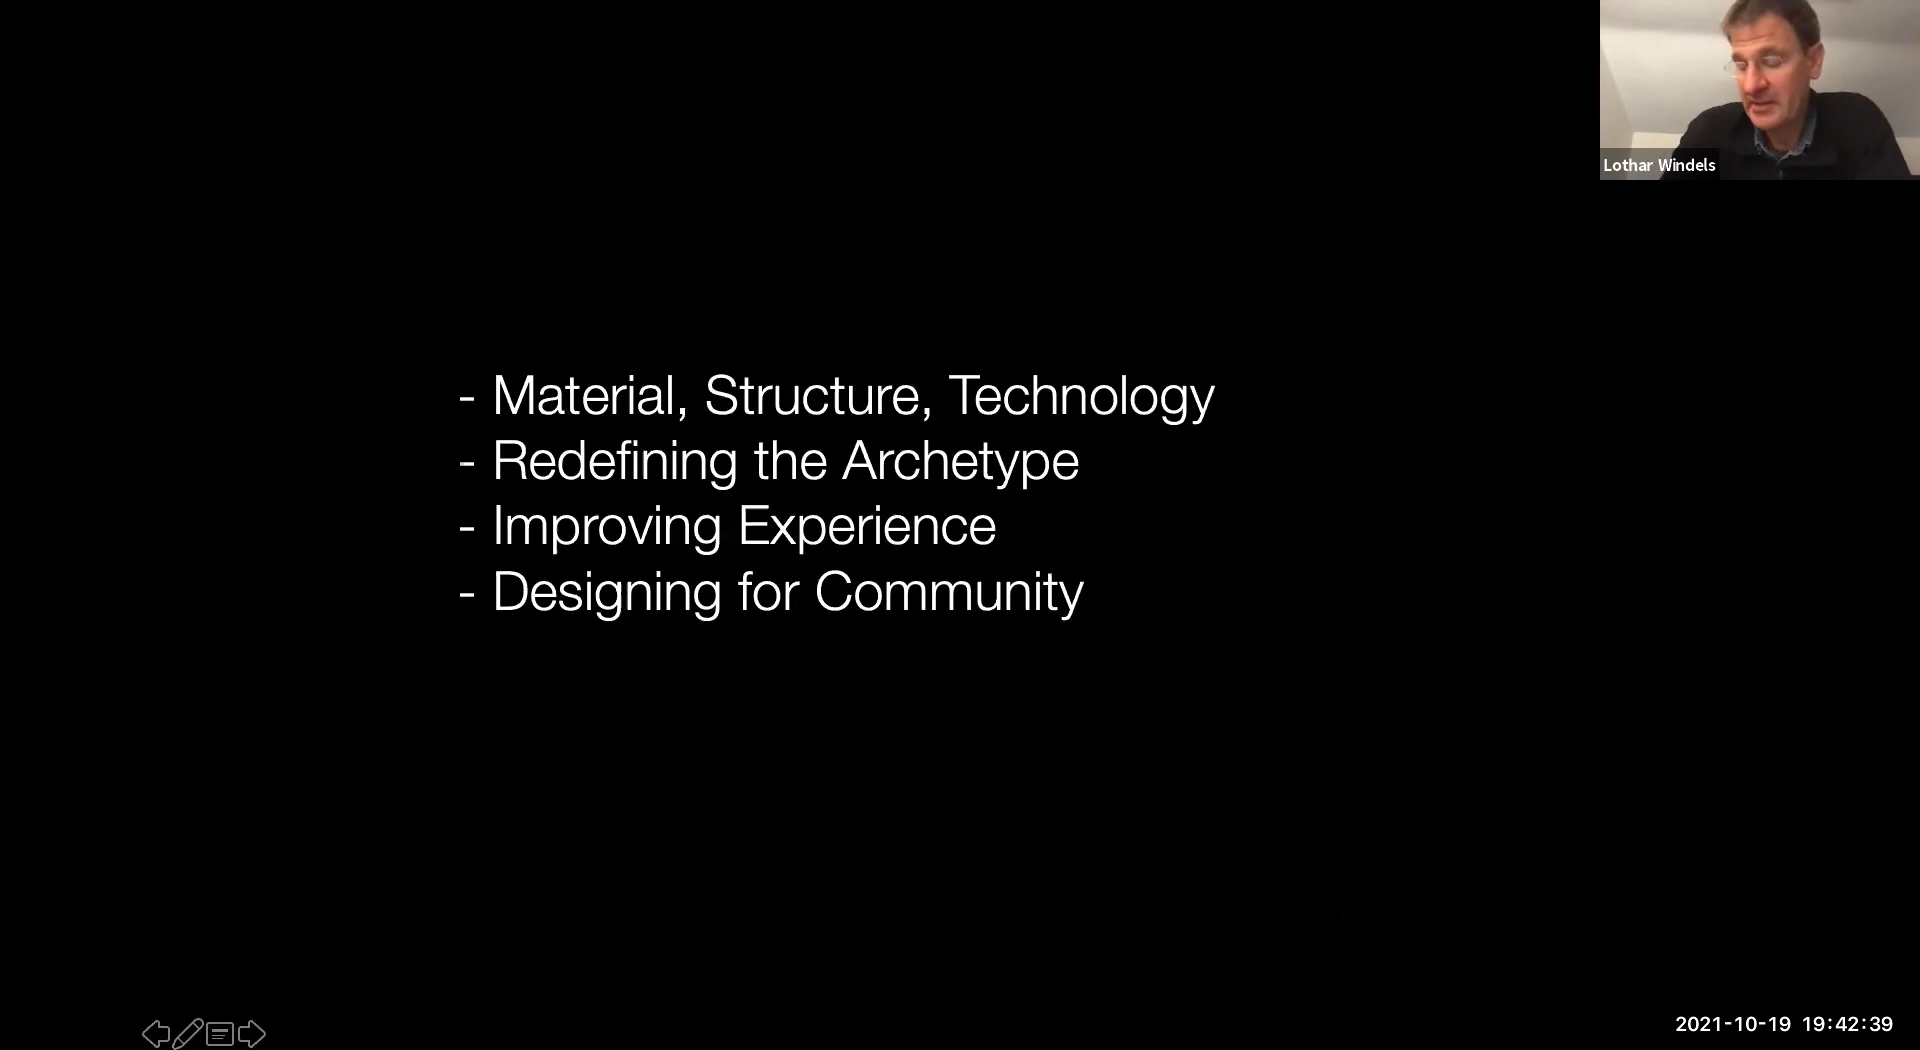 Lothar Windels
- Material, Structure, Technology
- Redefining the Archetype
- Improving Experience
- Designing for Community
2021-10-19 19:42:39